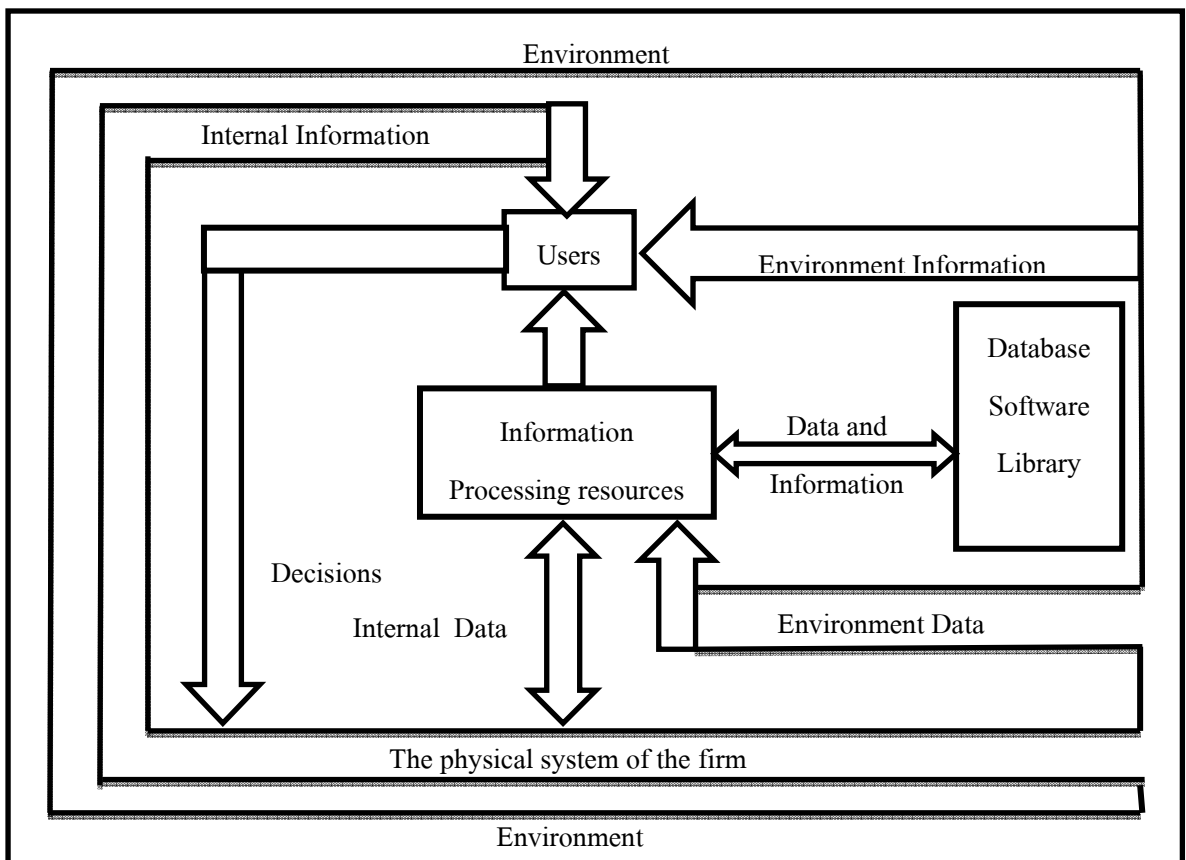 Environment
Internal Information
Users
Environment Information
Database
Software
Library
Information
Processing resources
Data and
Information
Decisions
Internal Data
Environment Data
The physical system of the firm
Environment